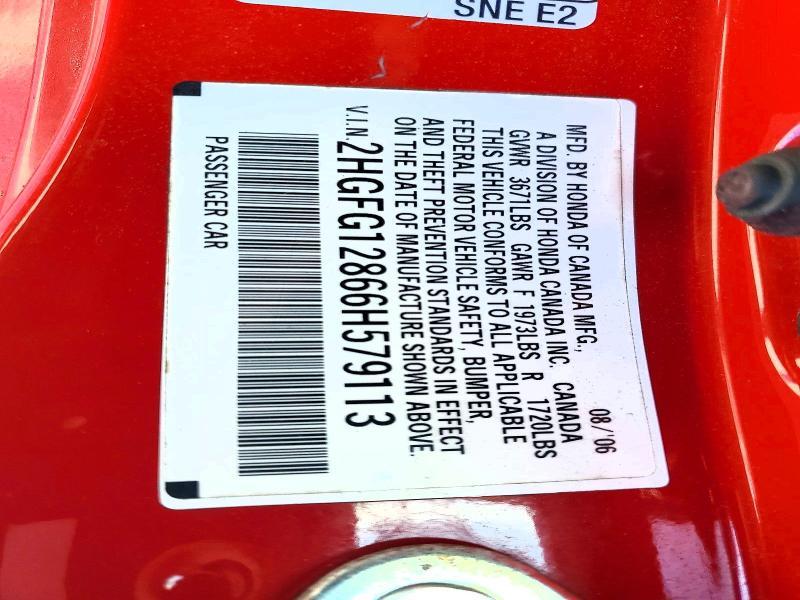 SNE E2
MFD. BY HONDA OF CANADA MFG., 08/'06
A DIVISION OF HONDA CANADA INC. CANADA
GVWR 3671LBS GAWR F 1973LBS R 1720LBS
THIS VEHICLE CONFORMS TO ALL APPLICABLE
FEDERAL MOTOR VEHICLE SAFETY, BUMPER,
AND THEFT PREVENTION STANDARDS IN EFFECT
ON THE DATE OF MANUFACTURE SHOWN ABOVE.
V.I.N. 2HGFG12866H579113
PASSENGER CAR